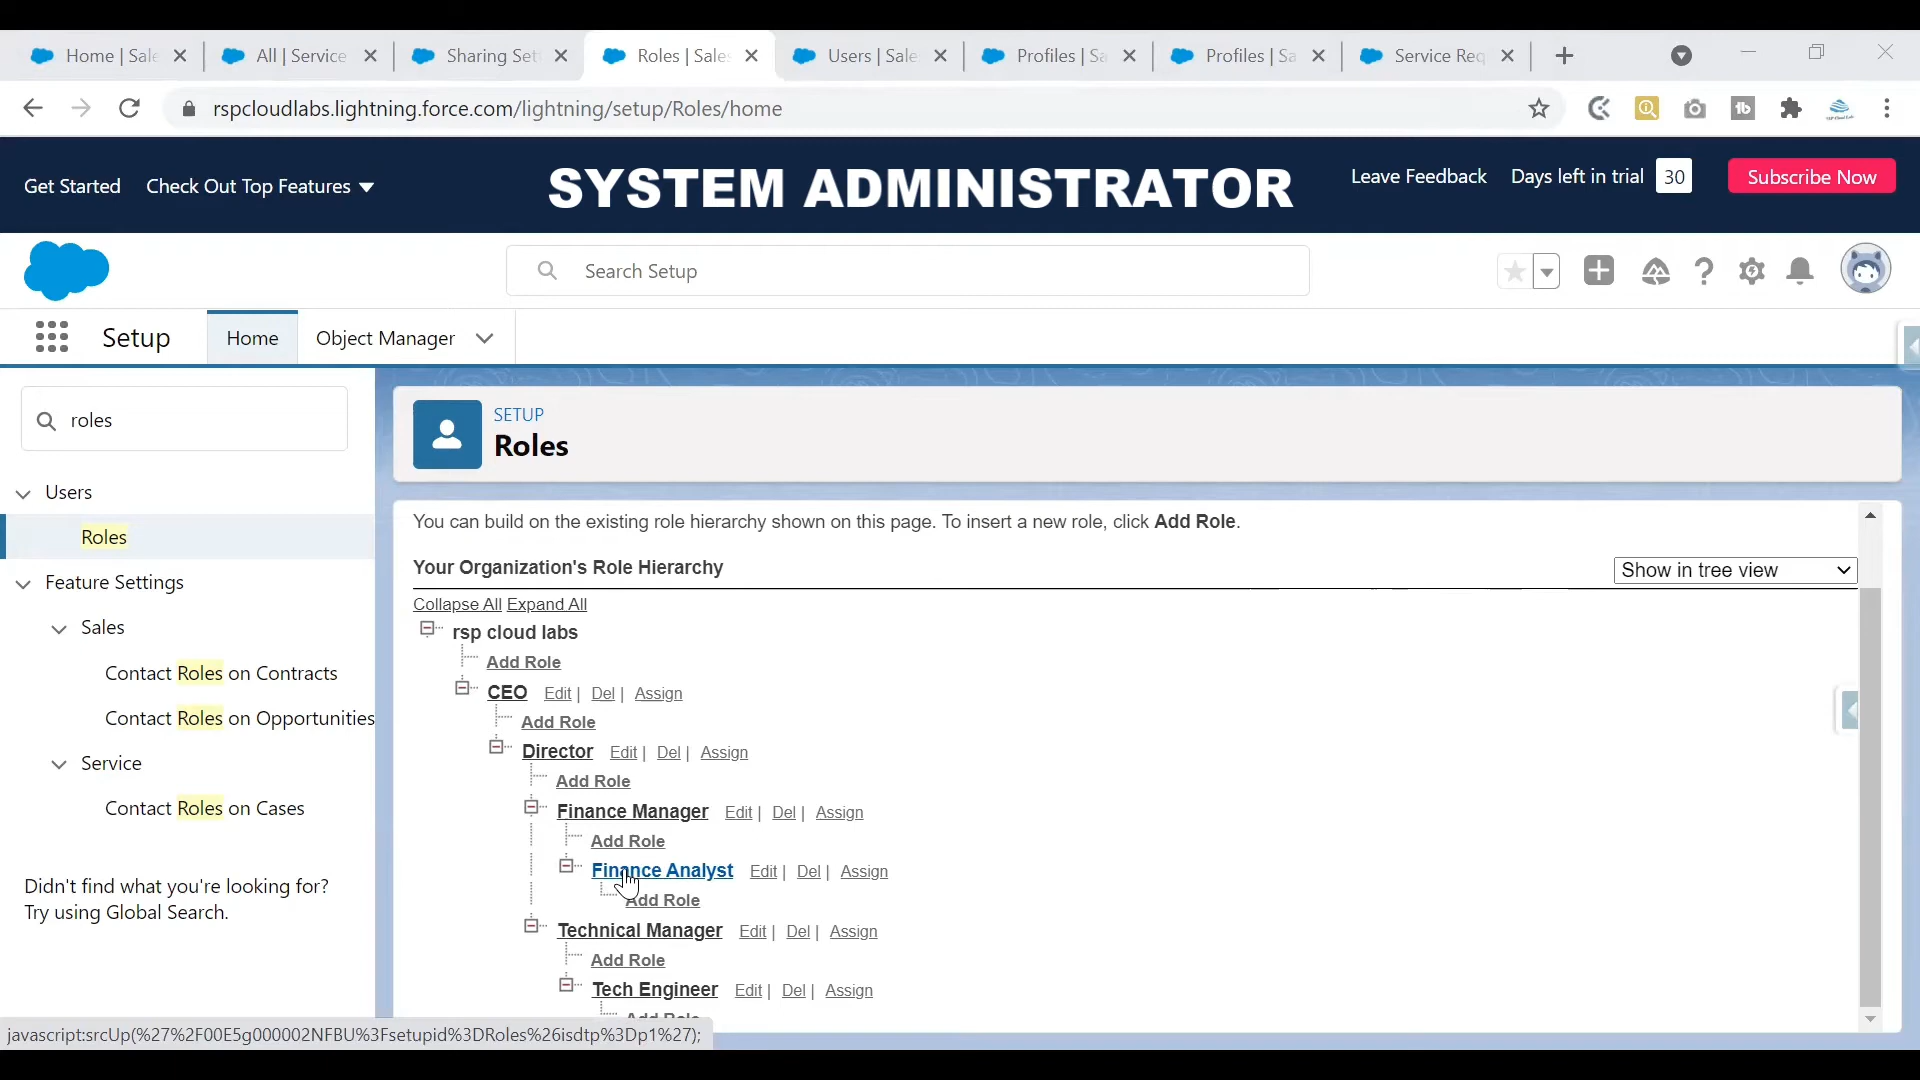 Home | Sale All | Service Sharing Set Roles | Sales Users | Sale Profiles | Sa Profiles | Sa Service Req
rspcloudlabs.lightning.force.com/lightning/setup/Roles/home
Get Started Check Out Top Features SYSTEM ADMINISTRATOR Leave Feedback Days left in trial 30 Subscribe Now
Search Setup
Setup Home Object Manager
roles
SETUP
Roles
Users
Roles
Feature Settings
Sales
Contact Roles on Contracts
Contact Roles on Opportunities
Service
Contact Roles on Cases
Didn't find what you're looking for?
Try using Global Search.
You can build on the existing role hierarchy shown on this page. To insert a new role, click Add Role.
Your Organization's Role Hierarchy Show in tree view
Collapse All Expand All
rsp cloud labs
Add Role
CEO Edit | Del | Assign
Add Role
Director Edit | Del | Assign
Add Role
Finance Manager Edit | Del | Assign
Add Role
Finance Analyst Edit | Del | Assign
Add Role
Technical Manager Edit | Del | Assign
Add Role
Tech Engineer Edit | Del | Assign
Add Role
javascript:srcUp(%27%2F00E5g000002NFBU%3Fsetupid%3DRoles%26isdtp%3Dp1%27);